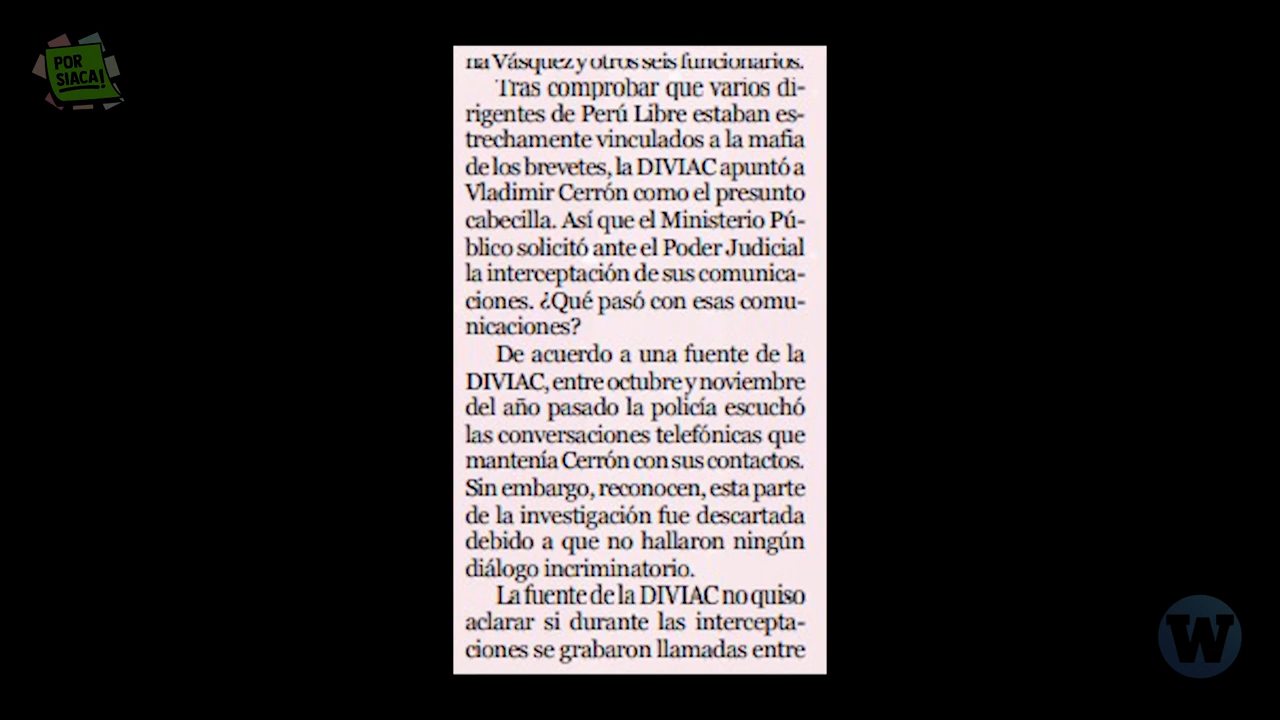 POR
SIACA!
na Vásquez y otros seis funcionarios.
Tras comprobar que varios di-
rigentes de Perú Libre estaban es-
trechamente vinculados a la mafia
de los brevetes, la DIVIAC apuntó a
Vladimir Cerrón como el presunto
cabecilla. Así que el Ministerio Pú-
blico solicitó ante el Poder Judicial
la interceptación de sus comunica-
ciones. ¿Qué pasó con esas comu-
nicaciones?
De acuerdo a una fuente de la
DIVIAC, entre octubre y noviembre
del año pasado la policía escuchó
las conversaciones telefónicas que
mantenía Cerrón con sus contactos.
Sin embargo, reconocen, esta parte
de la investigación fue descartada
debido a que no hallaron ningún
diálogo incriminatorio.
La fuente de la DIVIAC no quiso
aclarar si durante las intercepta-
ciones se grabaron llamadas entre
W